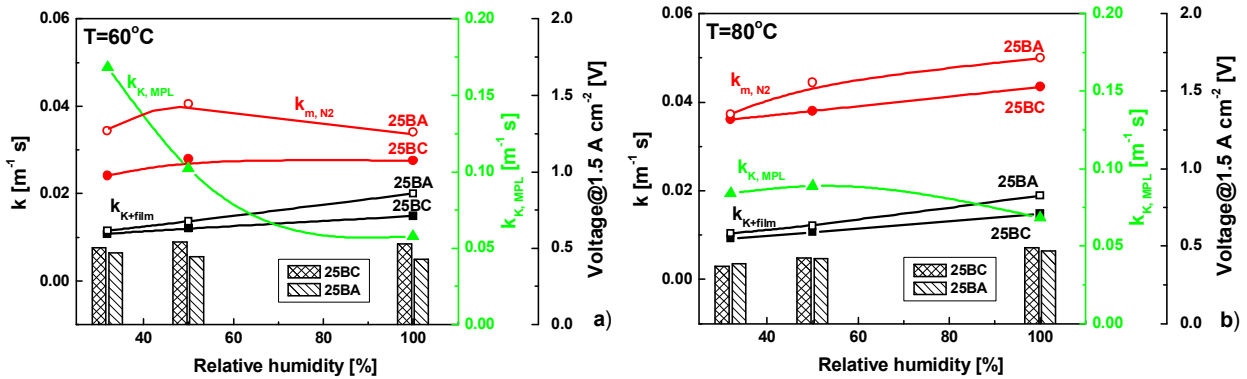 T=60°C
0.06
0.04
0.02
0.00
k [m⁻¹ s]
40
60
80
100
Relative humidity [%]
k_K, MPL
k_m, N2
25BA
25BC
k_K+film
25BA
25BC
25BC
25BA
0.20
0.15
0.10
0.05
0.00
k_K, MPL [m⁻¹ s]
2.0
1.5
1.0
0.5
0.0
Voltage@1.5 A cm⁻² [V]
a)
T=80°C
0.06
0.04
0.02
0.00
k [m⁻¹ s]
40
60
80
100
Relative humidity [%]
k_m, N2
25BA
25BC
k_K, MPL
k_K+film
25BA
25BC
25BC
25BA
0.20
0.15
0.10
0.05
0.00
k_K, MPL [m⁻¹ s]
2.0
1.5
1.0
0.5
0.0
Voltage@1.5 A cm⁻² [V]
b)